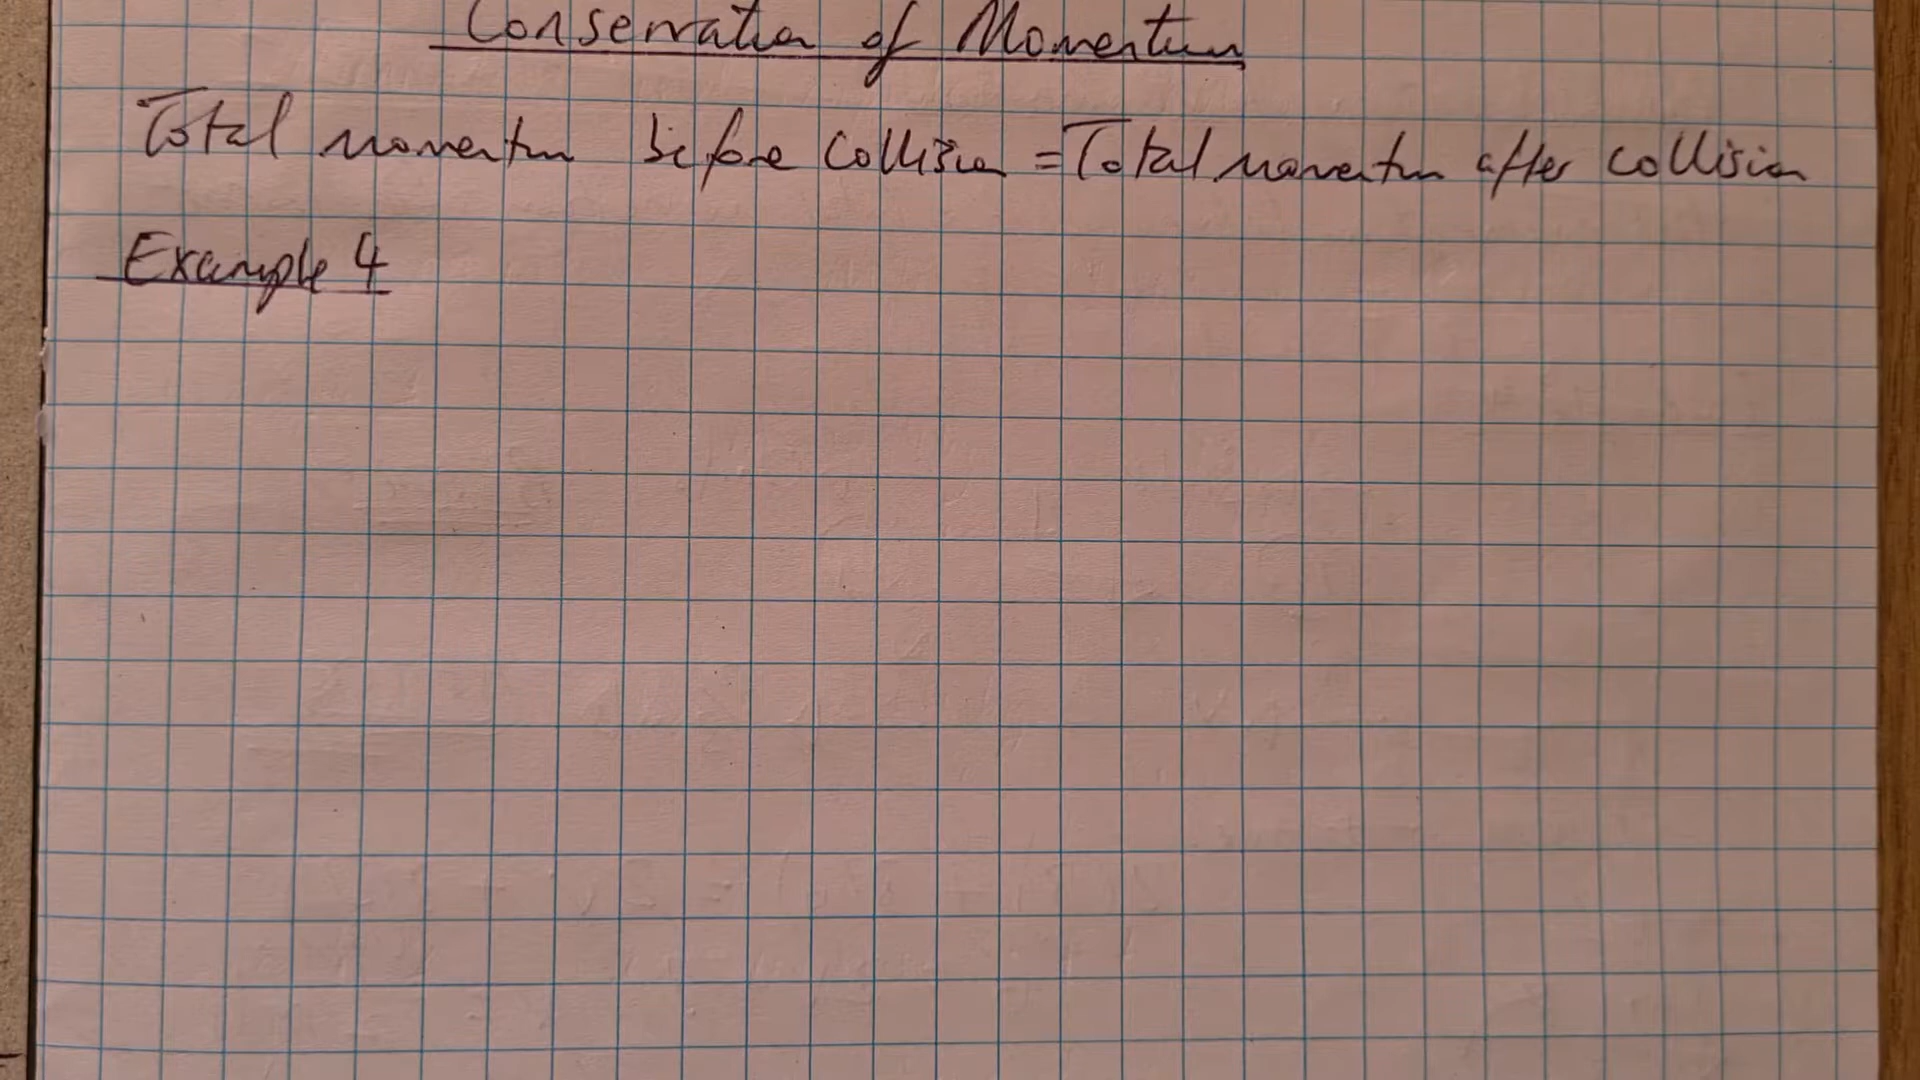 Conservation of Momentum
Total momentum before collision = Total momentum after collision
Example 4